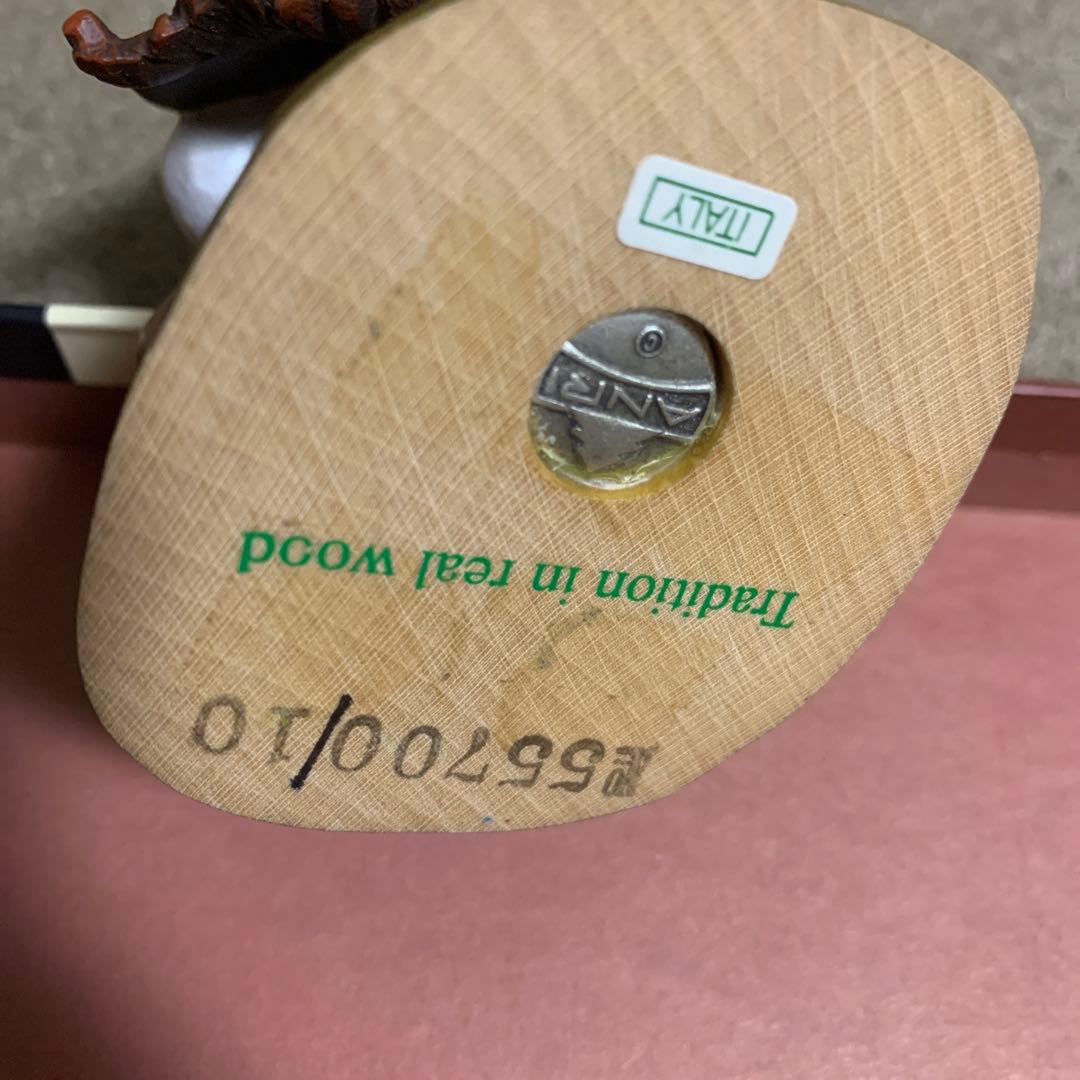 №55700/10
Tradition in real wood
ANRI
©
ITALY